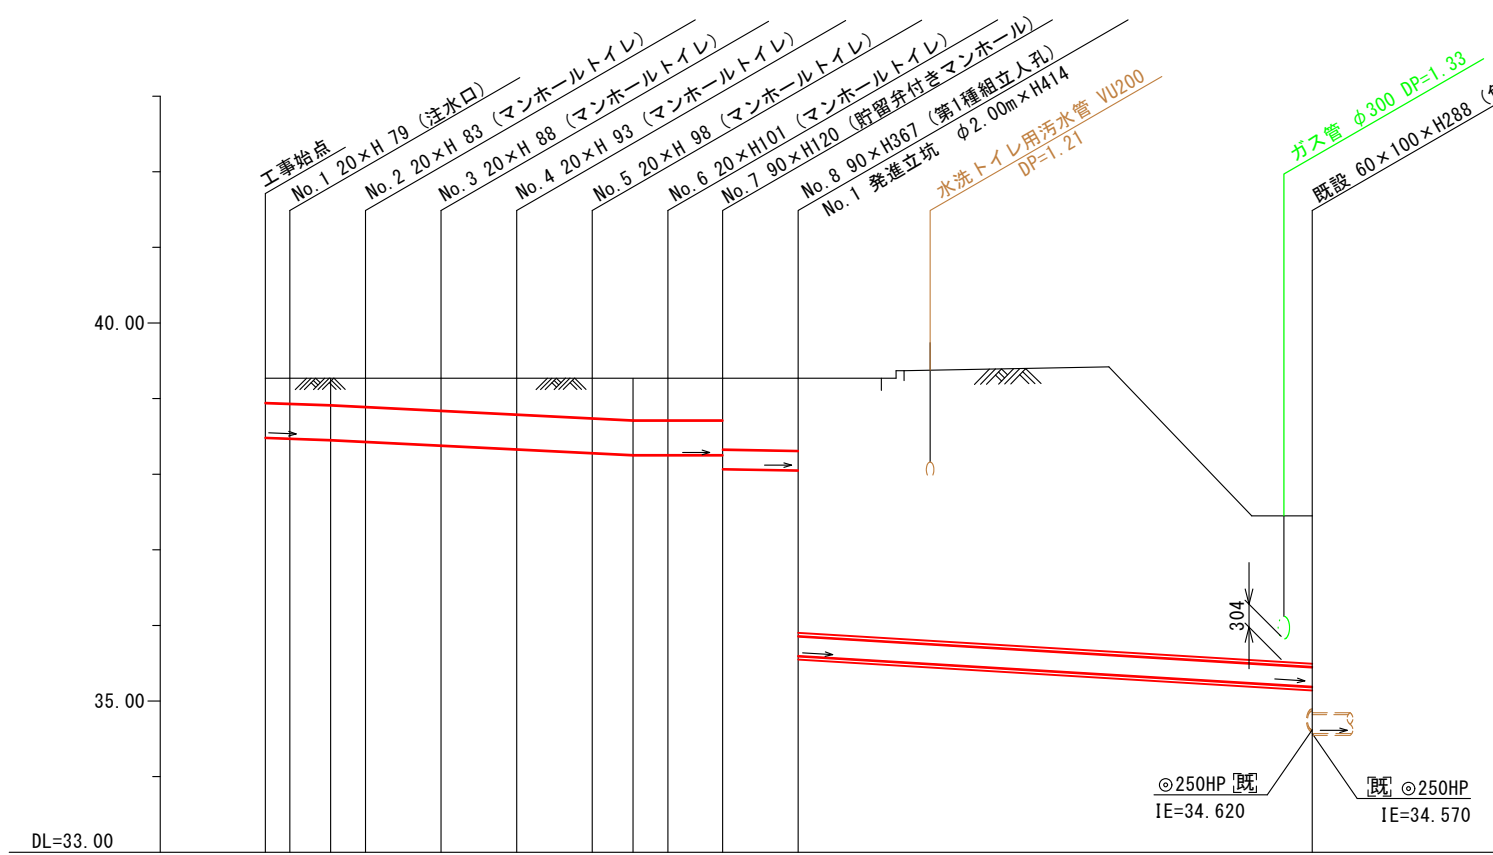 工事始点
No.1 20×H 79 (注水口)
No.2 20×H 83 (マンホールトイレ)
No.3 20×H 88 (マンホールトイレ)
No.4 20×H 93 (マンホールトイレ)
No.5 20×H 98 (マンホールトイレ)
No.6 20×H101 (マンホールトイレ)
No.7 90×H120 (貯留弁付きマンホール)
No.8 90×H367 (第1種組立人孔)
No.1 発進立坑 φ2.00m×H414
水洗トイレ用汚水管 VU200
DP=1.21
ガス管 φ300 DP=1.33
既設 60×100×H288 (
40.00
304
35.00
◎250HP 既
IE=34.620
既 ◎250HP
IE=34.570
DL=33.00